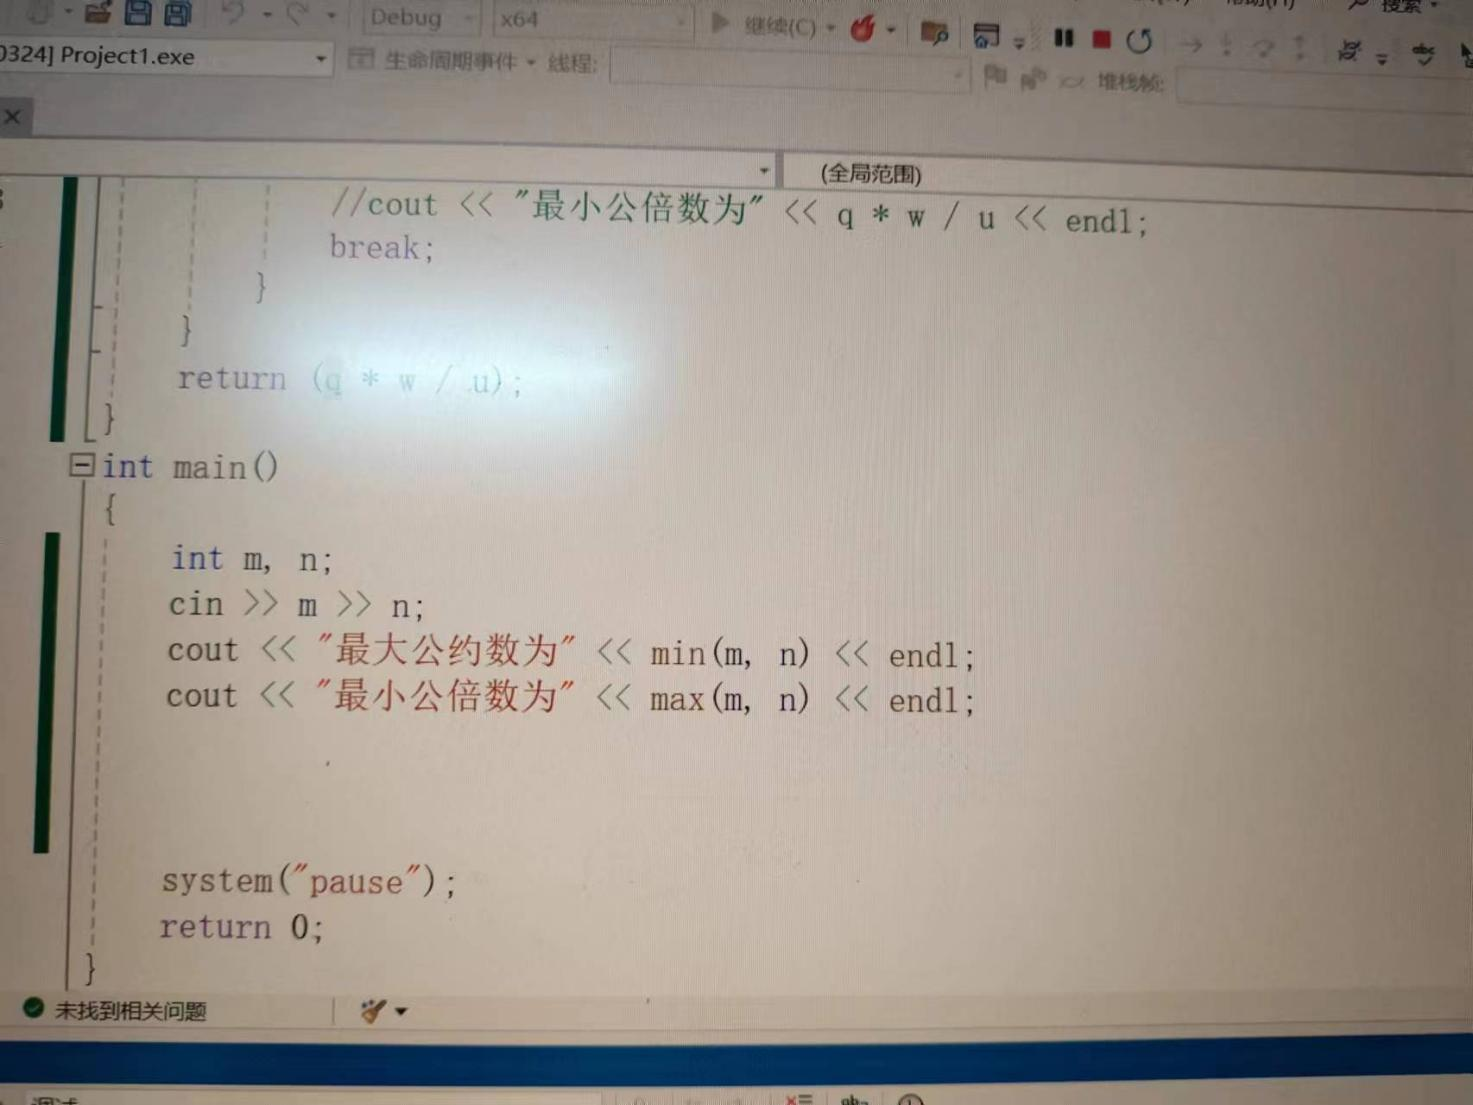 Debug x64 继续(C)
0324] Project1.exe 生命周期事件 线程: 堆栈帧:
(全局范围)
//cout << "最小公倍数为" << q * w / u << endl;
break;
}
}
return (q * w / u);
}
int main()
{
int m, n;
cin >> m >> n;
cout << "最大公约数为" << min(m, n) << endl;
cout << "最小公倍数为" << max(m, n) << endl;
system("pause");
return 0;
}
未找到相关问题